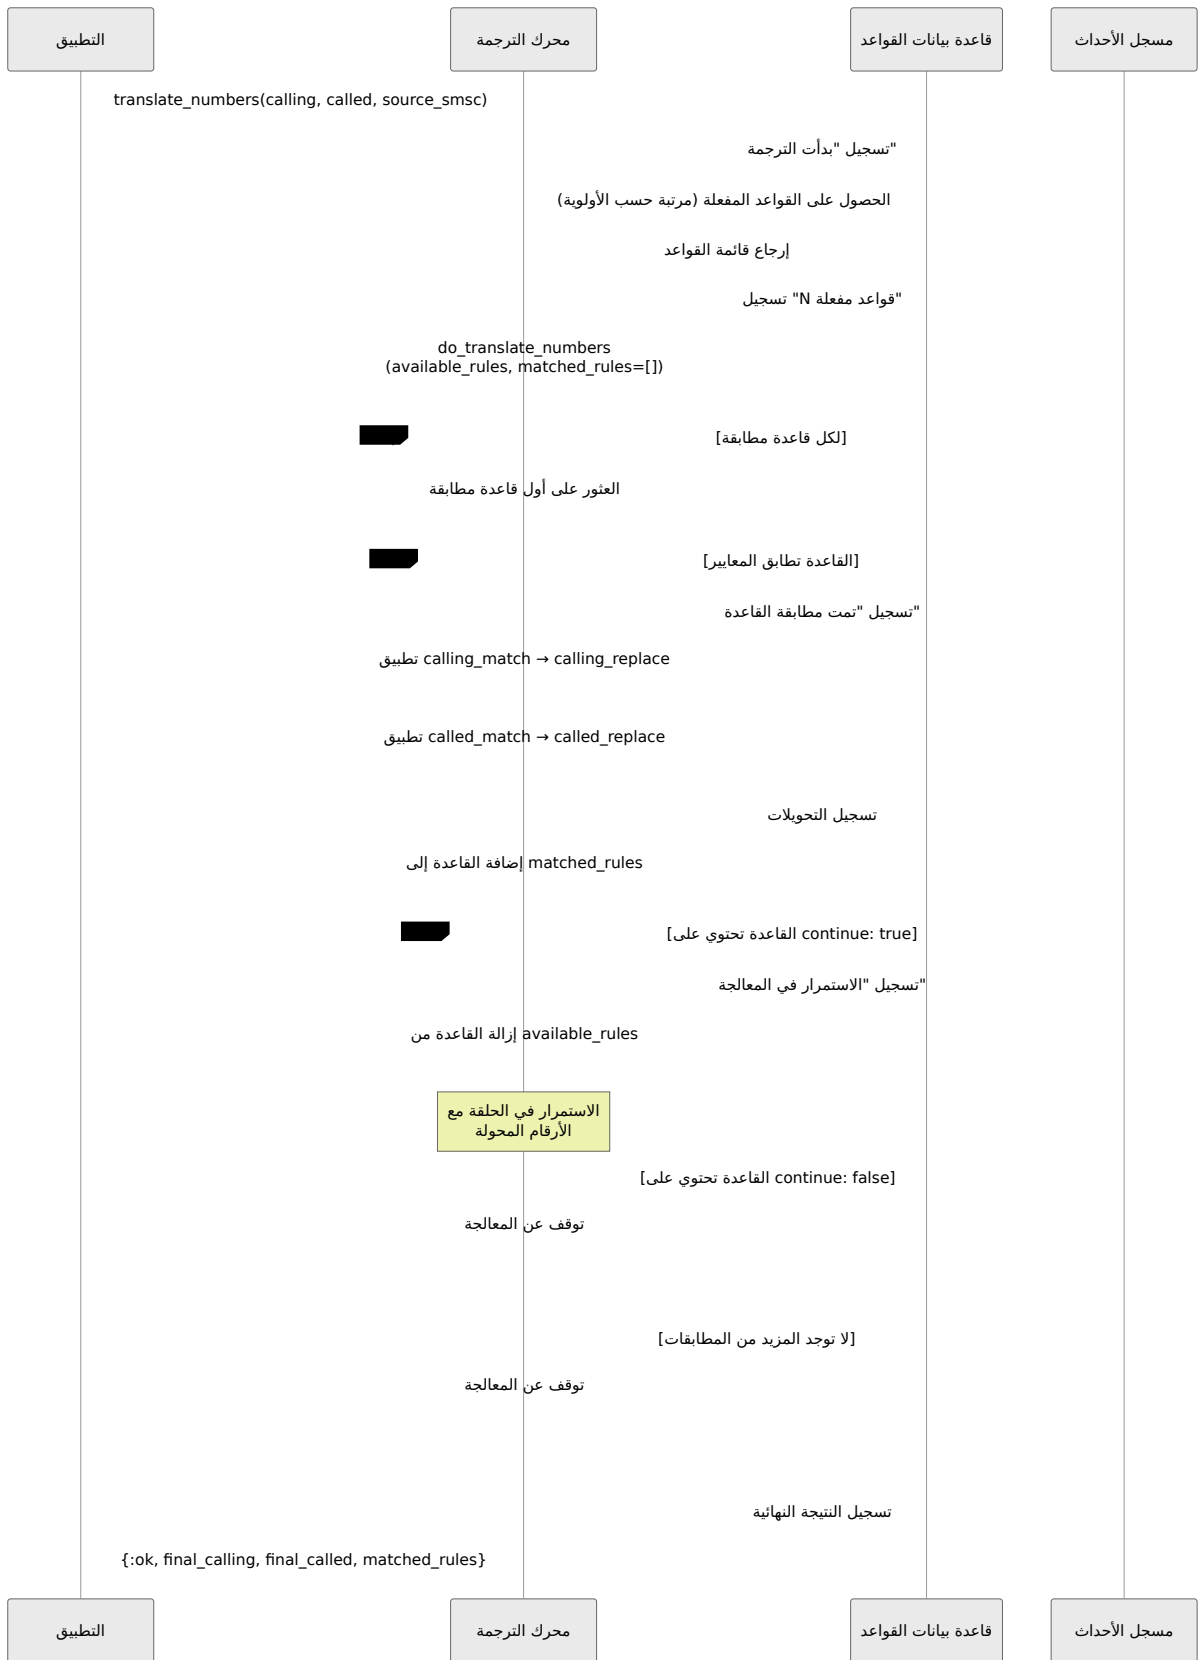 التطبيق
محرك الترجمة
قاعدة بيانات القواعد
مسجل الأحداث
translate_numbers(calling, called, source_smsc)
تسجيل "بدأت الترجمة"
الحصول على القواعد المفعلة (مرتبة حسب الأولوية)
إرجاع قائمة القواعد
تسجيل "N قواعد مفعلة"
do_translate_numbers
(available_rules, matched_rules=[])
[لكل قاعدة مطابقة]
العثور على أول قاعدة مطابقة
[القاعدة تطابق المعايير]
تسجيل "تمت مطابقة القاعدة"
تطبيق calling_match → calling_replace
تطبيق called_match → called_replace
تسجيل التحويلات
إضافة القاعدة إلى matched_rules
[القاعدة تحتوي على continue: true]
تسجيل "الاستمرار في المعالجة"
إزالة القاعدة من available_rules
الاستمرار في الحلقة مع
الأرقام المحولة
[القاعدة تحتوي على continue: false]
توقف عن المعالجة
[لا توجد المزيد من المطابقات]
توقف عن المعالجة
تسجيل النتيجة النهائية
{:ok, final_calling, final_called, matched_rules}
التطبيق
محرك الترجمة
قاعدة بيانات القواعد
مسجل الأحداث